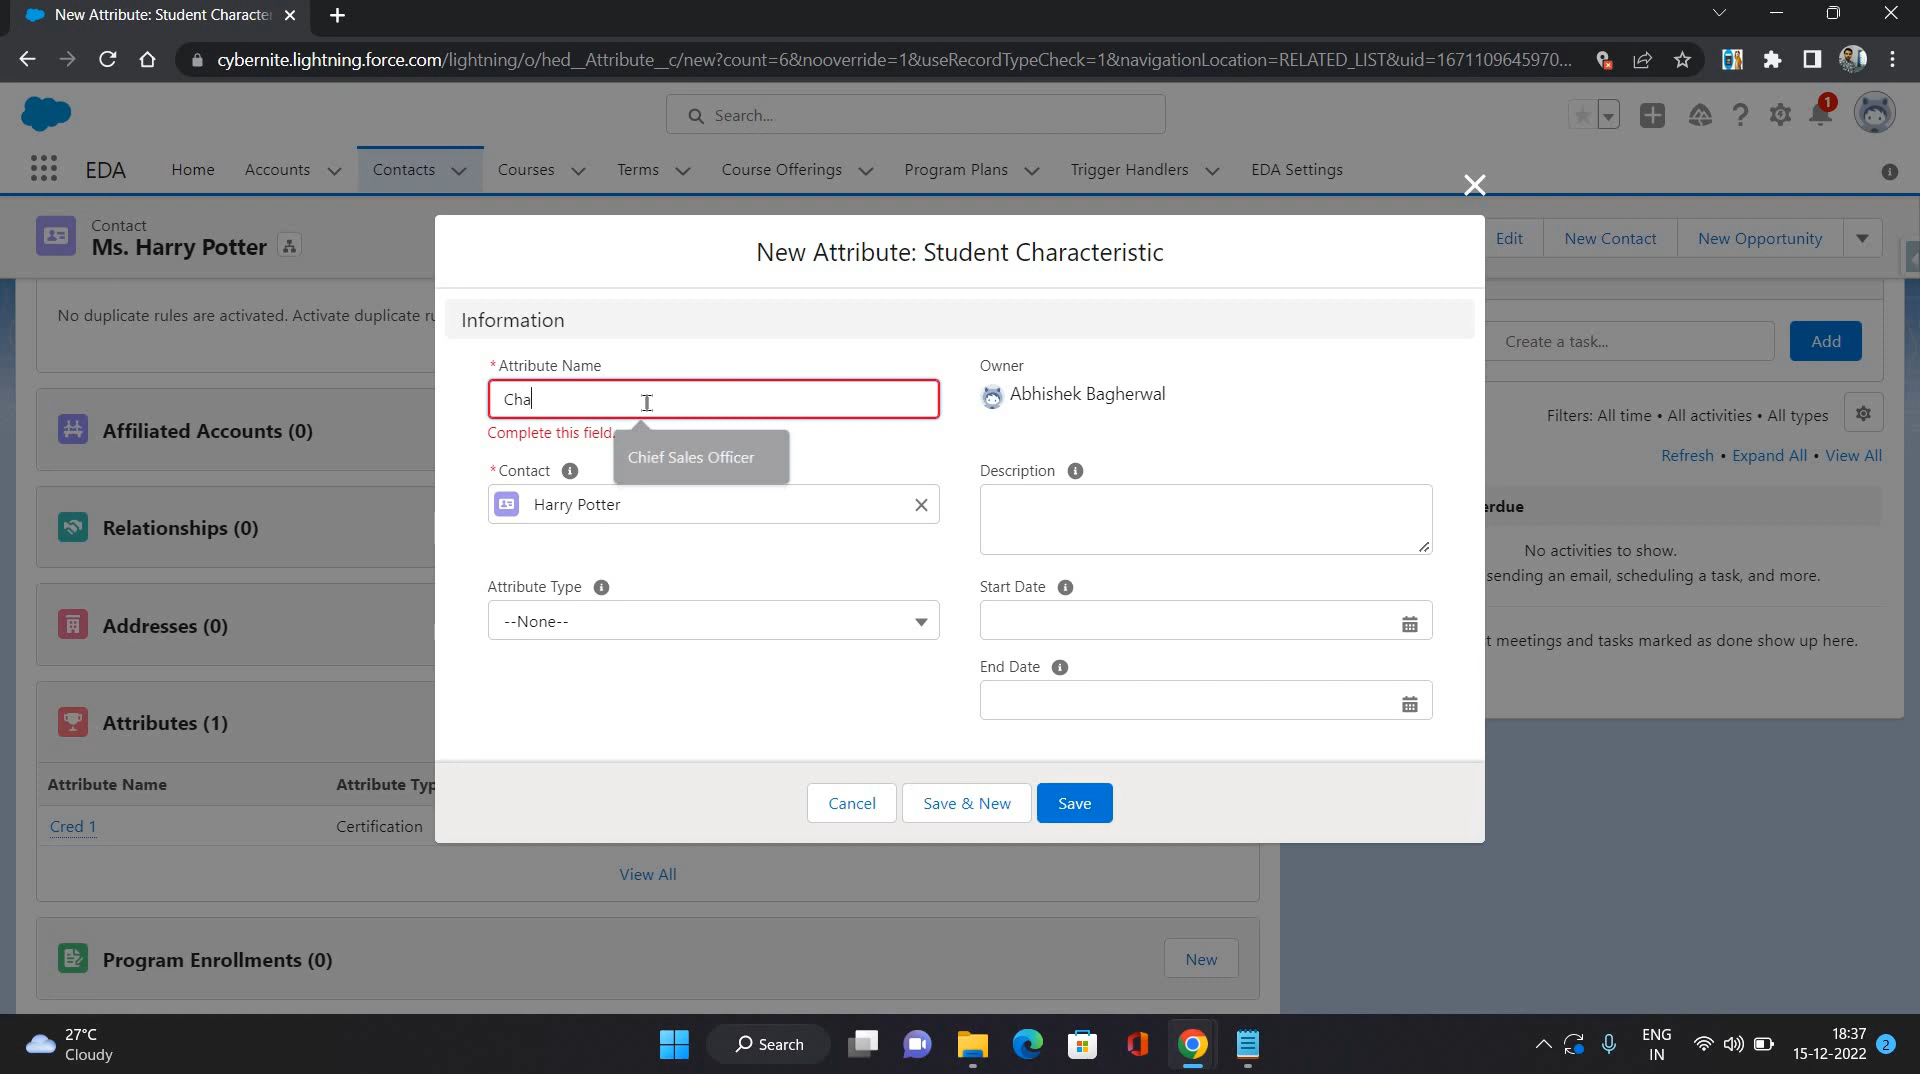 New Attribute: Student Characte
cybernite.lightning.force.com/lightning/o/hed__Attribute__c/new?count=6&nooverride=1&useRecordTypeCheck=1&navigationLocation=RELATED_LIST&uid=1671109645970...
Search...
1
EDA
Home
Accounts
Contacts
Courses
Terms
Course Offerings
Program Plans
Trigger Handlers
EDA Settings
Contact
Ms. Harry Potter
Edit
New Contact
New Opportunity
New Attribute: Student Characteristic
No duplicate rules are activated. Activate duplicate ru
Information
Create a task...
Add
*Attribute Name
Owner
Cha
Abhishek Bagherwal
Complete this field.
Chief Sales Officer
Filters: All time • All activities • All types
Refresh • Expand All • View All
Affiliated Accounts (0)
*Contact
Description
Harry Potter
erdue
Relationships (0)
No activities to show.
sending an email, scheduling a task, and more.
Attribute Type
Start Date
--None--
Addresses (0)
t meetings and tasks marked as done show up here.
End Date
Attributes (1)
Attribute Name
Attribute Typ
Cancel
Save & New
Save
Cred 1
Certification
View All
Program Enrollments (0)
New
27°C
Cloudy
Search
ENG
IN
18:37
15-12-2022
2